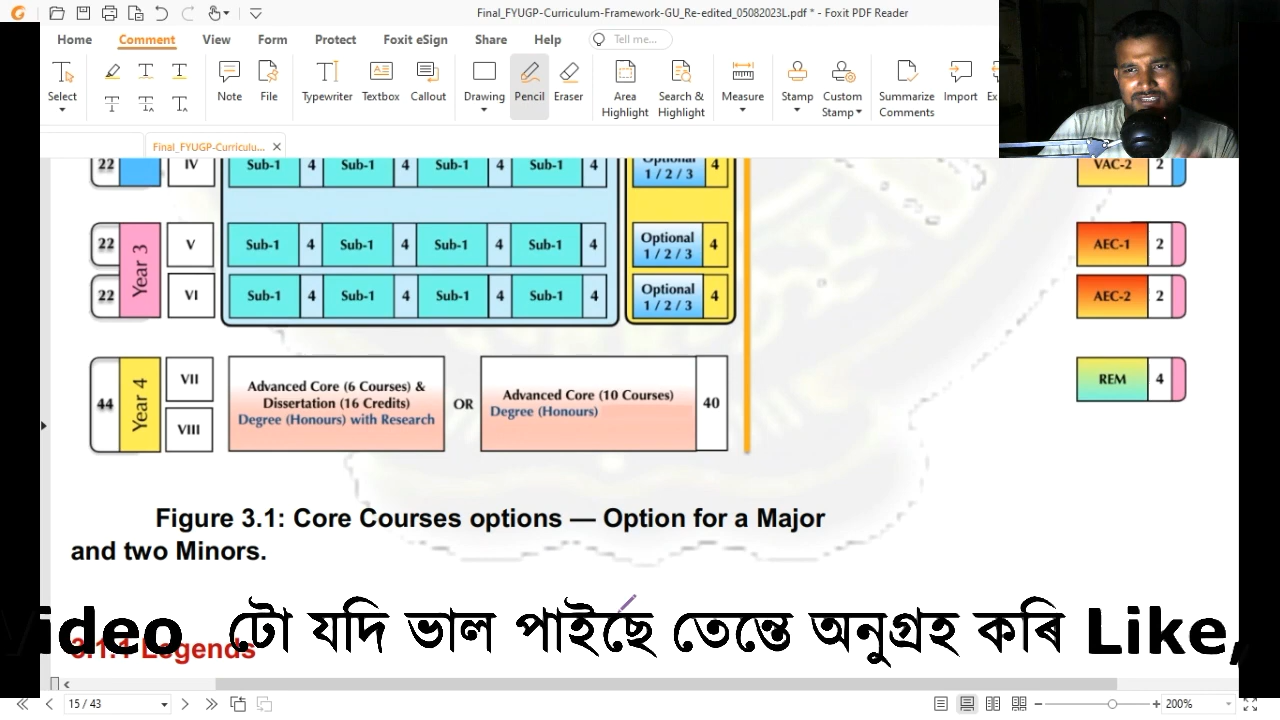 Final_FYUGP-Curriculum-Framework-GU_Re-edited_05082023L.pdf * - Foxit PDF Reader
Home Comment View Form Protect Foxit eSign Share Help Tell me...
Select Note File Typewriter Textbox Callout Drawing Pencil Eraser Area Highlight Search & Highlight Measure Stamp Custom Stamp Summarize Comments Import
Final_FYUGP-Curriculu...
22 IV Sub-1 4 Sub-1 4 Sub-1 4 Sub-1 4 Optional 1 / 2 / 3 4 VAC-2 2
Year 3
22 V Sub-1 4 Sub-1 4 Sub-1 4 Sub-1 4 Optional 1 / 2 / 3 4 AEC-1 2
22 VI Sub-1 4 Sub-1 4 Sub-1 4 Sub-1 4 Optional 1 / 2 / 3 4 AEC-2 2
44 Year 4 VII VIII
Advanced Core (6 Courses) &
Dissertation (16 Credits)
Degree (Honours) with Research
OR
Advanced Core (10 Courses)
Degree (Honours)
40
REM 4
Figure 3.1: Core Courses options — Option for a Major
and two Minors.
Video টো যদি ভাল পাইছে তেন্তে অনুগ্ৰহ কৰি Like,
3.1.1 Legends
15 / 43 200%